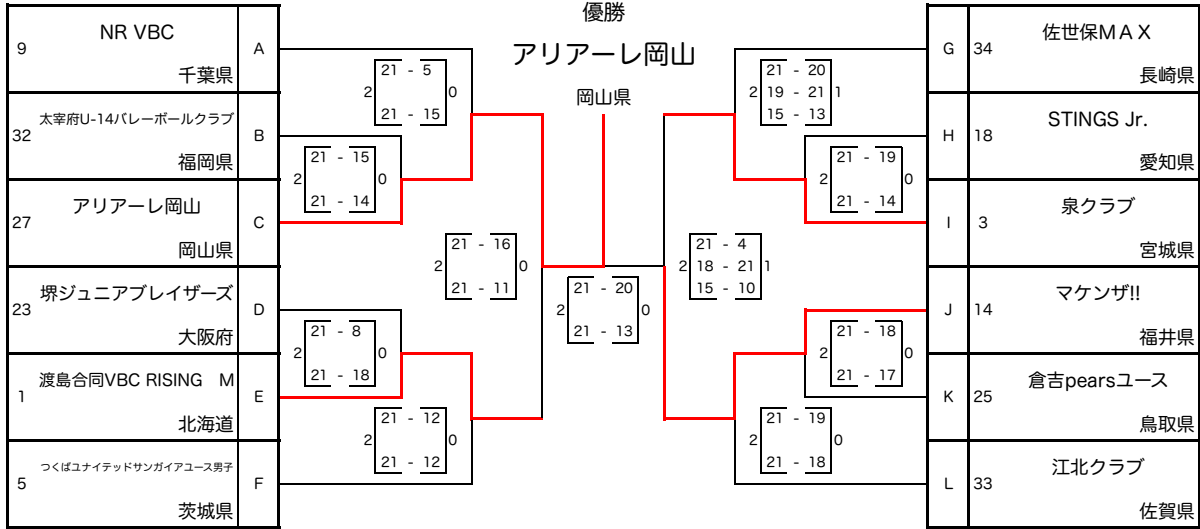 優勝
アリアーレ岡山
岡山県
9 NR VBC 千葉県 A
32 太宰府U-14バレーボールクラブ 福岡県 B
27 アリアーレ岡山 岡山県 C
23 堺ジュニアブレイザーズ 大阪府 D
1 渡島合同VBC RISING M 北海道 E
5 つくばユナイテッドサンガイアユース男子 茨城県 F
21 - 5
2 0
21 - 15
21 - 15
2 0
21 - 14
21 - 16
2 0
21 - 11
21 - 8
2 0
21 - 18
21 - 12
2 0
21 - 12
21 - 20
2 0
21 - 13
21 - 20
2 19 - 21 1
15 - 13
21 - 19
2 0
21 - 14
21 - 4
2 18 - 21 1
15 - 10
21 - 18
2 0
21 - 17
21 - 19
2 0
21 - 18
G 34 佐世保MAX 長崎県
H 18 STINGS Jr. 愛知県
I 3 泉クラブ 宮城県
J 14 マケンザ!! 福井県
K 25 倉吉pearsユース 鳥取県
L 33 江北クラブ 佐賀県